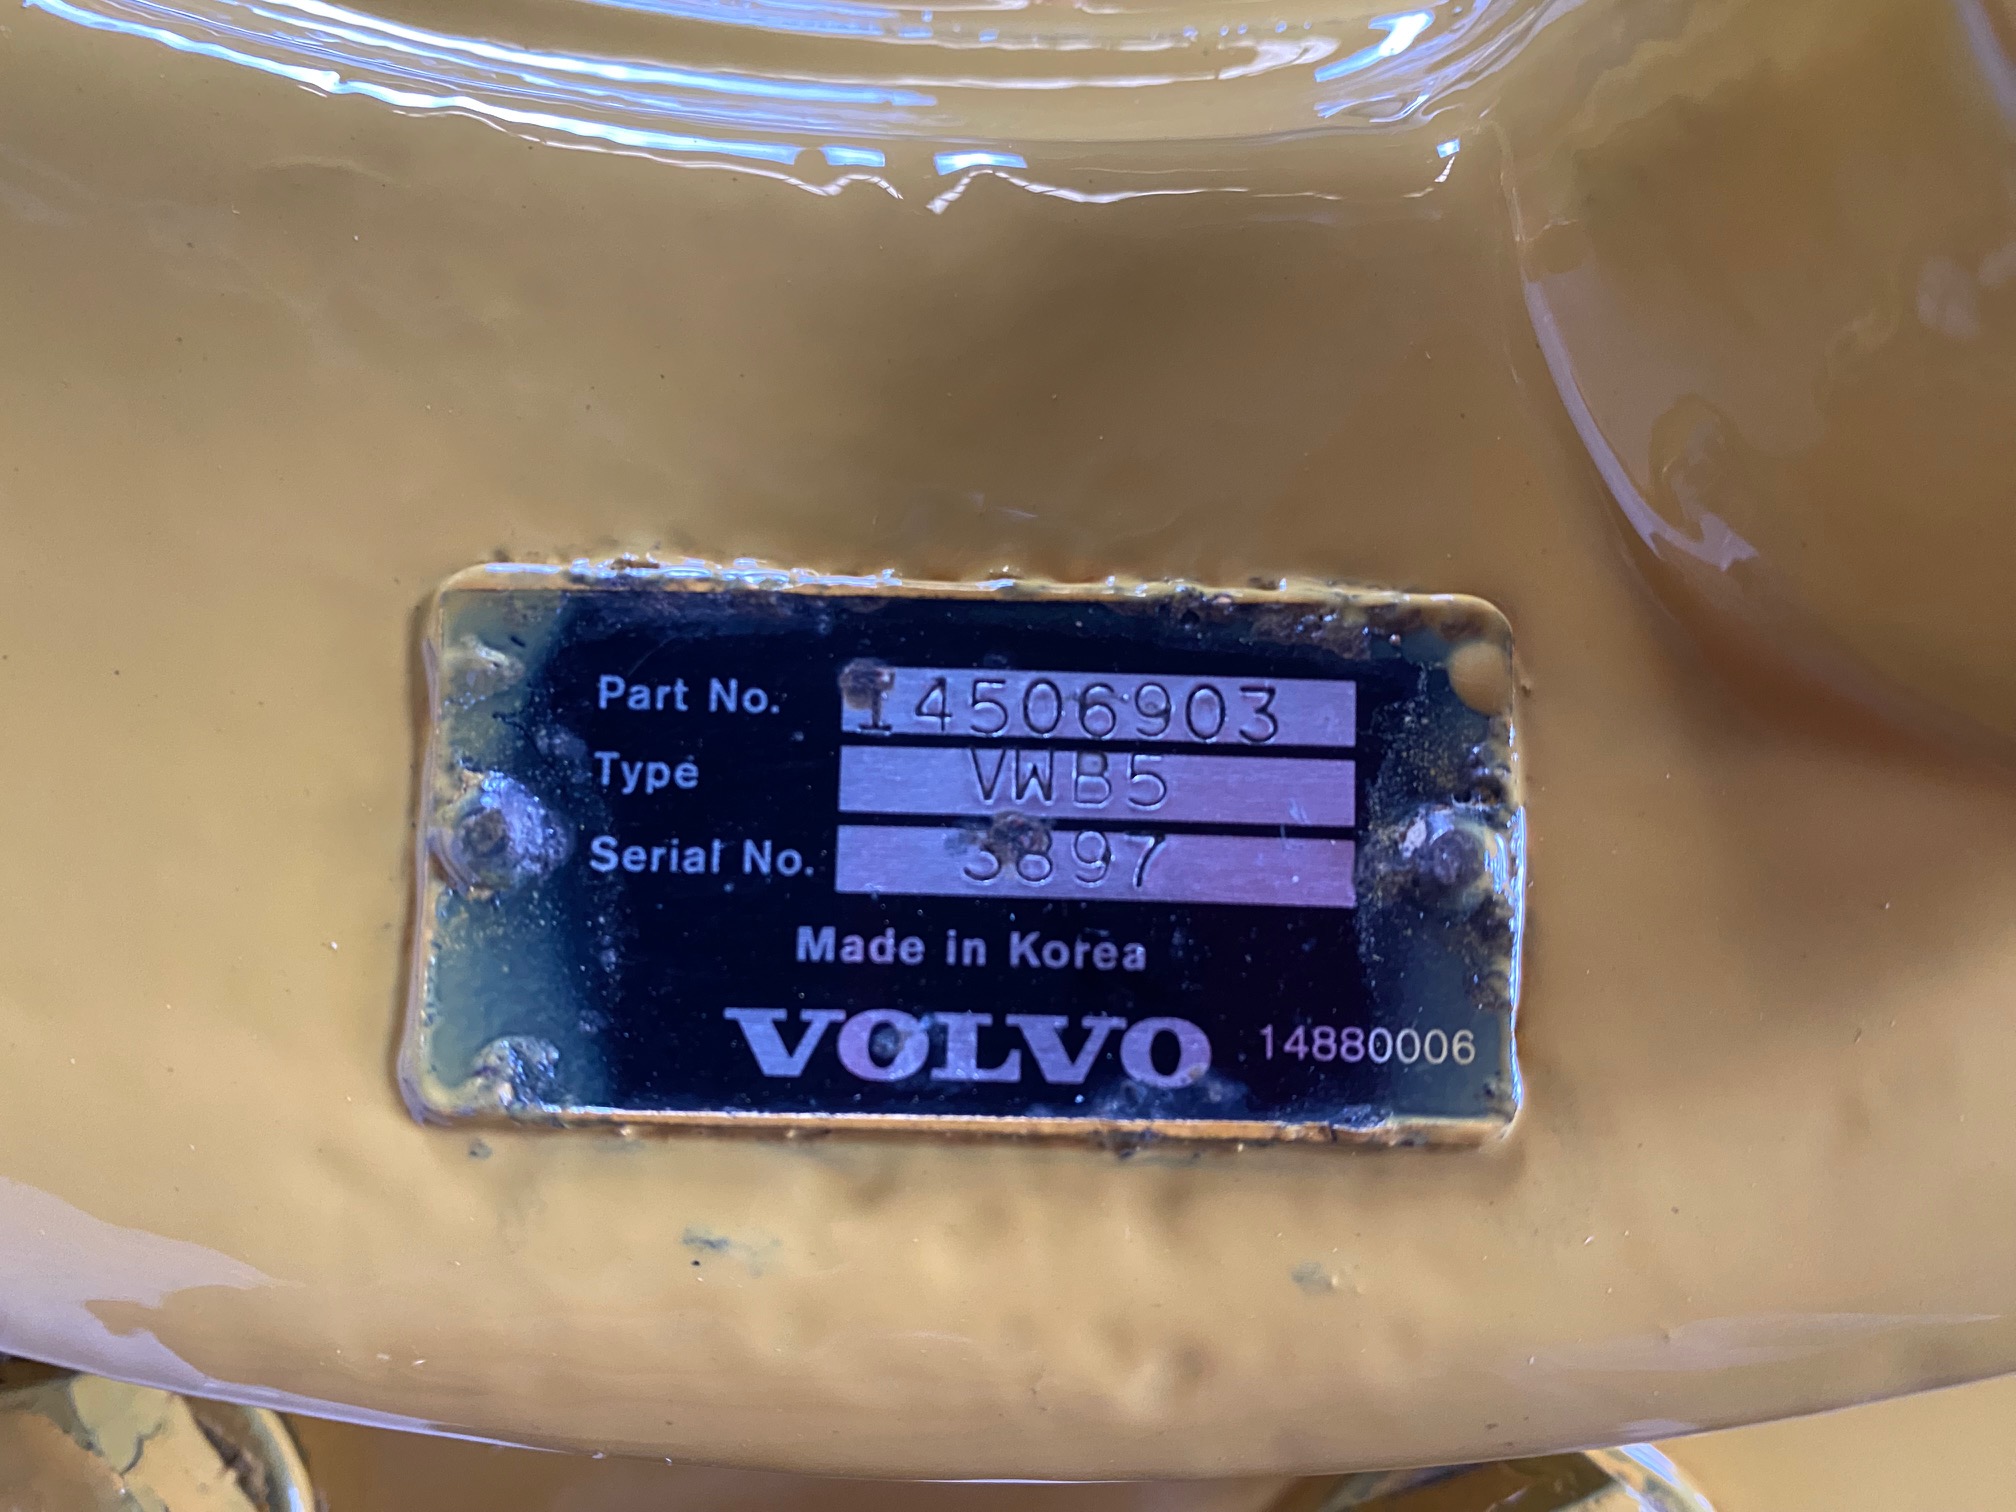 Part No. 14506903
Type VWB5
Serial No. 3897
Made in Korea
VOLVO 14880006